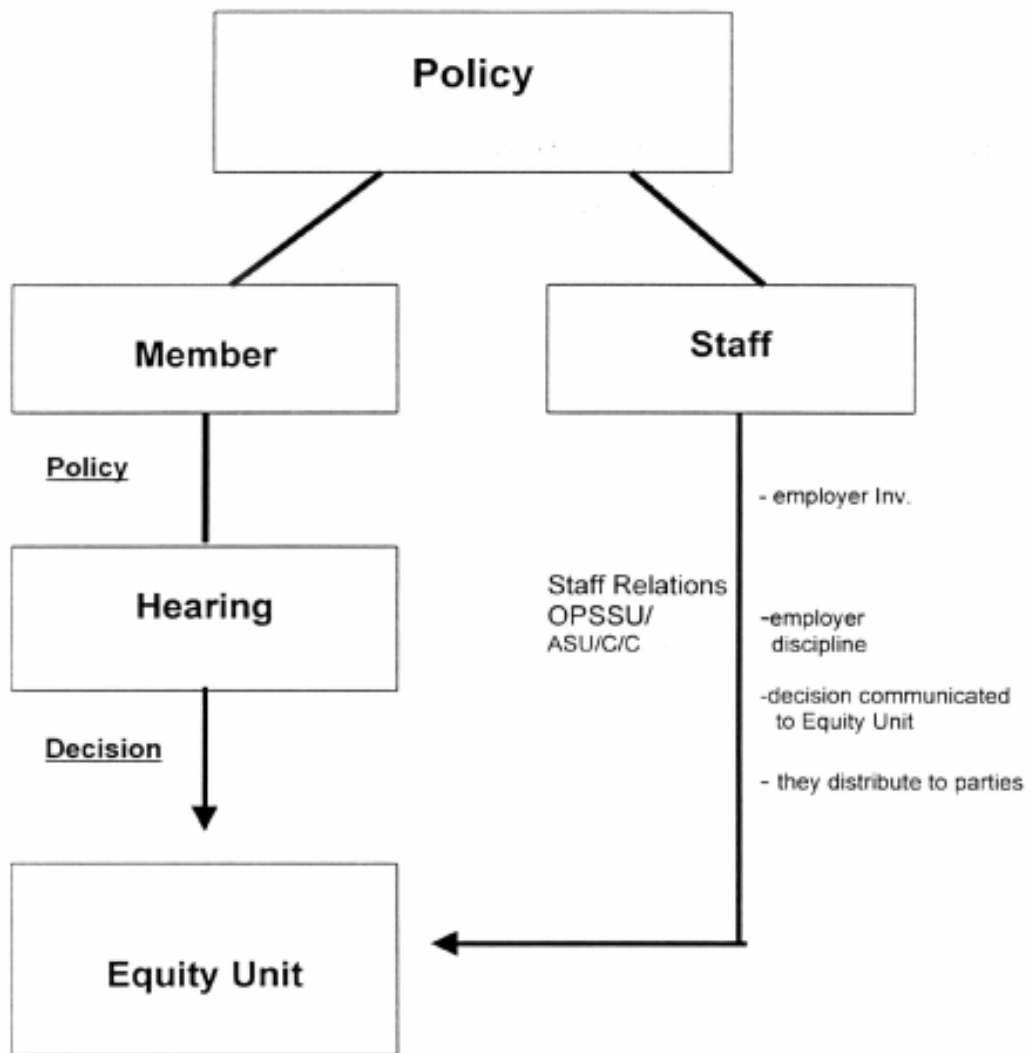 Policy
Member
Staff
Policy
- employer Inv.
Hearing
Staff Relations
OPSSU/
ASU/C/C
-employer
discipline
-decision communicated
to Equity Unit
Decision
- they distribute to parties
Equity Unit